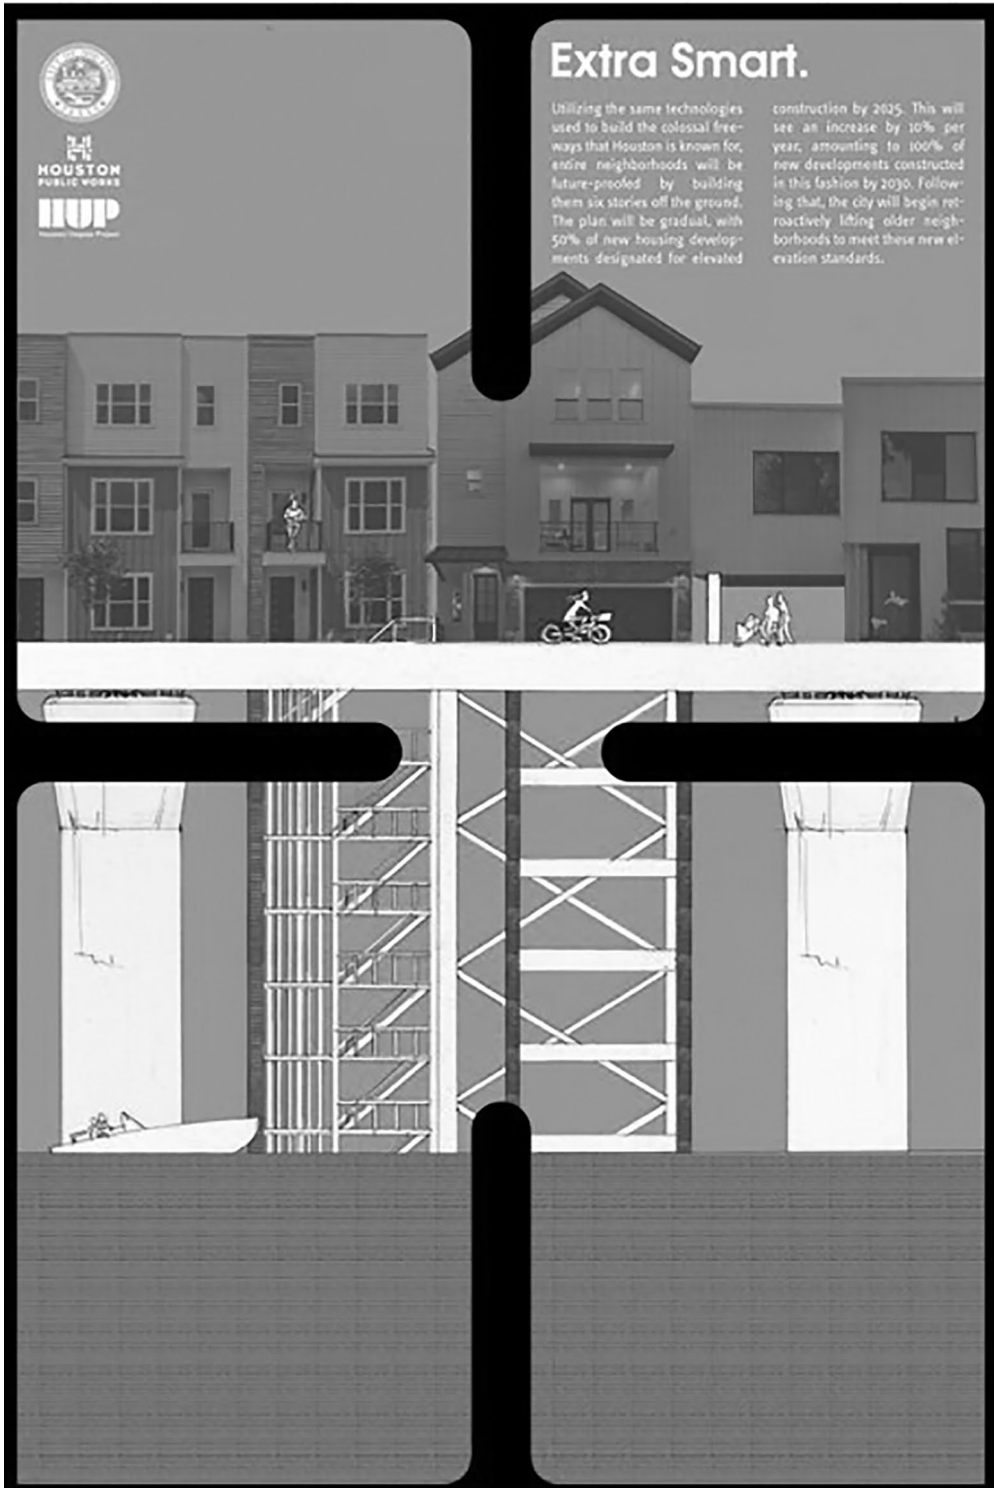 HOUSTON
PUBLIC WORKS
HUP
Houston Utopias Project
Extra Smart.
Utilizing the same technologies
used to build the colossal free-
ways that Houston is known for,
entire neighborhoods will be
future-proofed by building
them six stories off the ground.
The plan will be gradual, with
50% of new housing develop-
ments designated for elevated
construction by 2025. This will
see an increase by 10% per
year, amounting to 100% of
new developments constructed
in this fashion by 2030. Follow-
ing that, the city will begin ret-
roactively lifting older neigh-
borhoods to meet these new el-
evation standards.